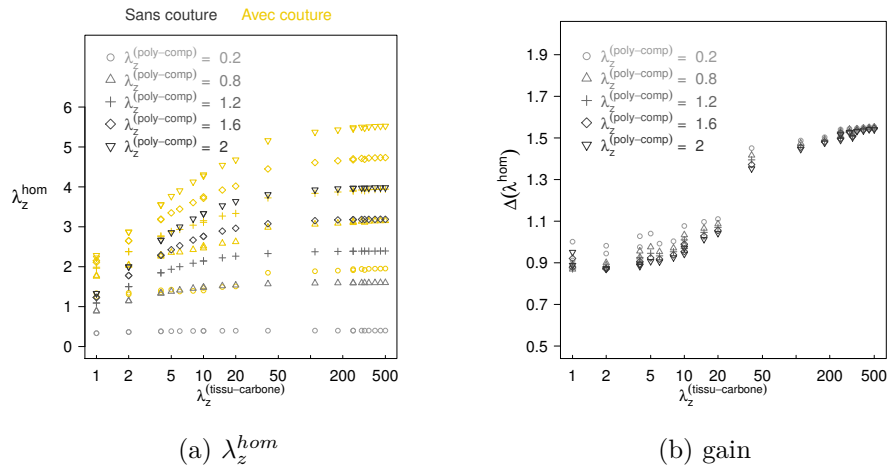 Sans couture Avec couture
λz(poly−comp) = 0.2
λz(poly−comp) = 0.8
λz(poly−comp) = 1.2
λz(poly−comp) = 1.6
λz(poly−comp) = 2
6
5
4
3
2
1
0
λzhom
1 2 5 10 20 50 200 500
λz(tissu−carbone)
(a) λzhom
λz(poly−comp) = 0.2
λz(poly−comp) = 0.8
λz(poly−comp) = 1.2
λz(poly−comp) = 1.6
λz(poly−comp) = 2
1.9
1.7
1.5
1.3
1.1
0.9
0.7
0.5
Δ(λhom)
1 2 5 10 20 50 200 500
λz(tissu−carbone)
(b) gain